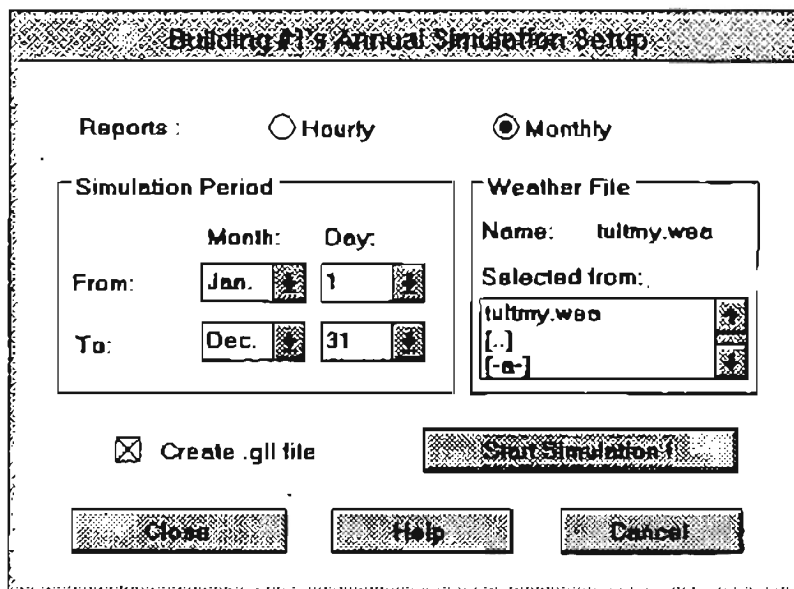 Building #1's Annual Simulation Setup
Reports : Hourly Monthly
Simulation Period
Month: Day:
From: Jan. 1
To: Dec. 31
Weather File
Name: tultmy.wea
Selected from:
tultmy.wea
[..]
[-a-]
Create .gll file
Start Simulation !
Close Help Cancel